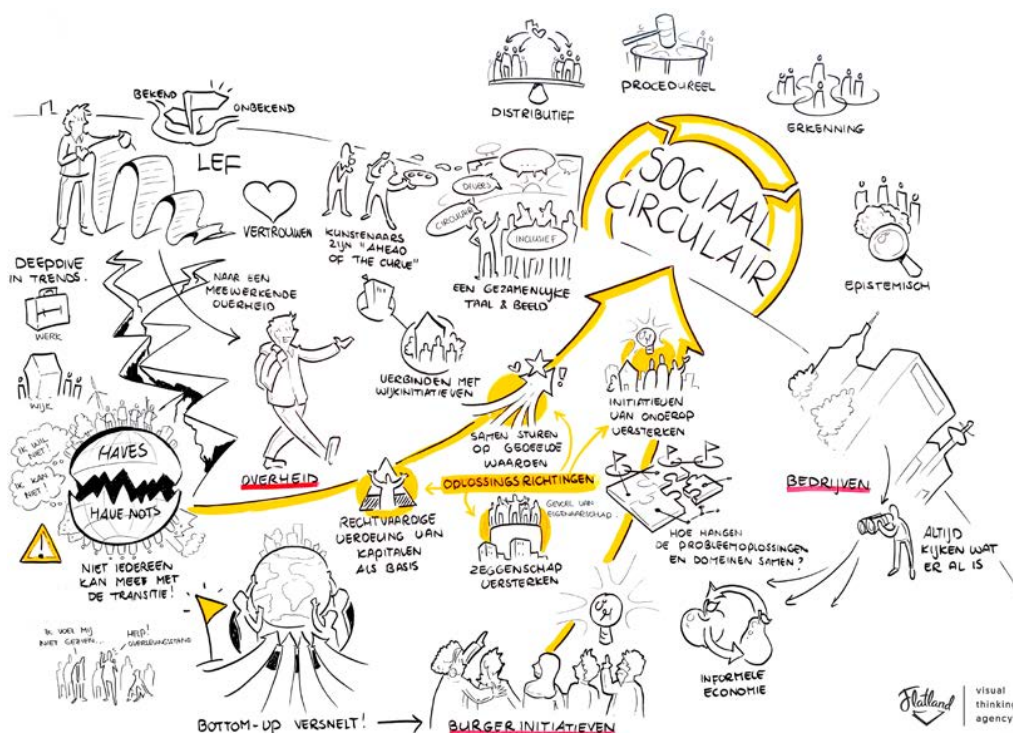 BEKEND
ONBEKEND
LEF
VERTROUWEN
KUNSTENAARS
ZIJN "AHEAD
OF THE CURVE"
DIVERS
CIRCULAIR
INCLUSIEF
EEN GEZAMENLIJKE
TAAL & BEELD
DISTRIBUTIEF
PROCEDUREEL
ERKENNING
EPISTEMISCH
SOCIAAL
CIRCULAIR
DEEPDIVE
IN TRENDS.
WERK
WIJK
NAAR EEN
MEEWERKENDE
OVERHEID
OVERHEID
VERBINDEN MET
WIJKINITIATIEVEN
IK WIL
NIET!
IK KAN
NIET!
HAVES
HAVE NOTS
NIET IEDEREEN
KAN MEE MET
DE TRANSITIE!
IK VOEL MIJ
NIET GEZIEN...
HELP!
OVERLEVINGSSTAND
SAMEN STUREN
OP GEDEELDE
WAARDEN
INITIATIEVEN
VAN ONDEROP
VERSTERKEN
OPLOSSINGSRICHTINGEN
RECHTVAARDIGE
VERDELING VAN
KAPITALEN
ALS BASIS
GEVOEL VAN
EIGENAARSCHAP.
ZEGGENSCHAP
VERSTERKEN
HOE HANGEN
DE PROBLEEMOPLOSSINGEN
EN DOMEINEN SAMEN?
BEDRIJVEN
ALTIJD
KIJKEN WAT
ER AL IS
INFORMELE
ECONOMIE
BOTTOM-UP VERSNELT!
BURGERINITIATIEVEN
Flatland
visual
thinking
agency